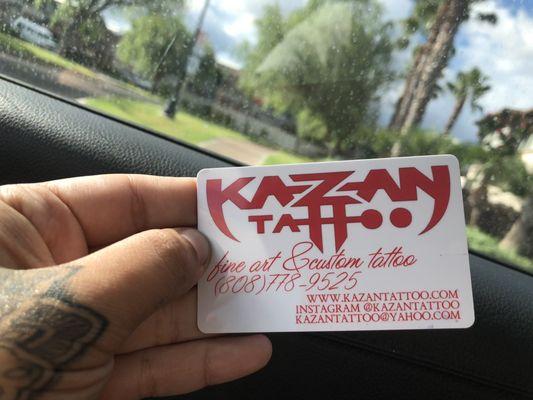 KAZAN
TATTOO
fine art & custom tattoo
(808)778-9525
WWW.KAZANTATTOO.COM
INSTAGRAM @KAZANTATTOO
KAZANTATTOO@YAHOO.COM